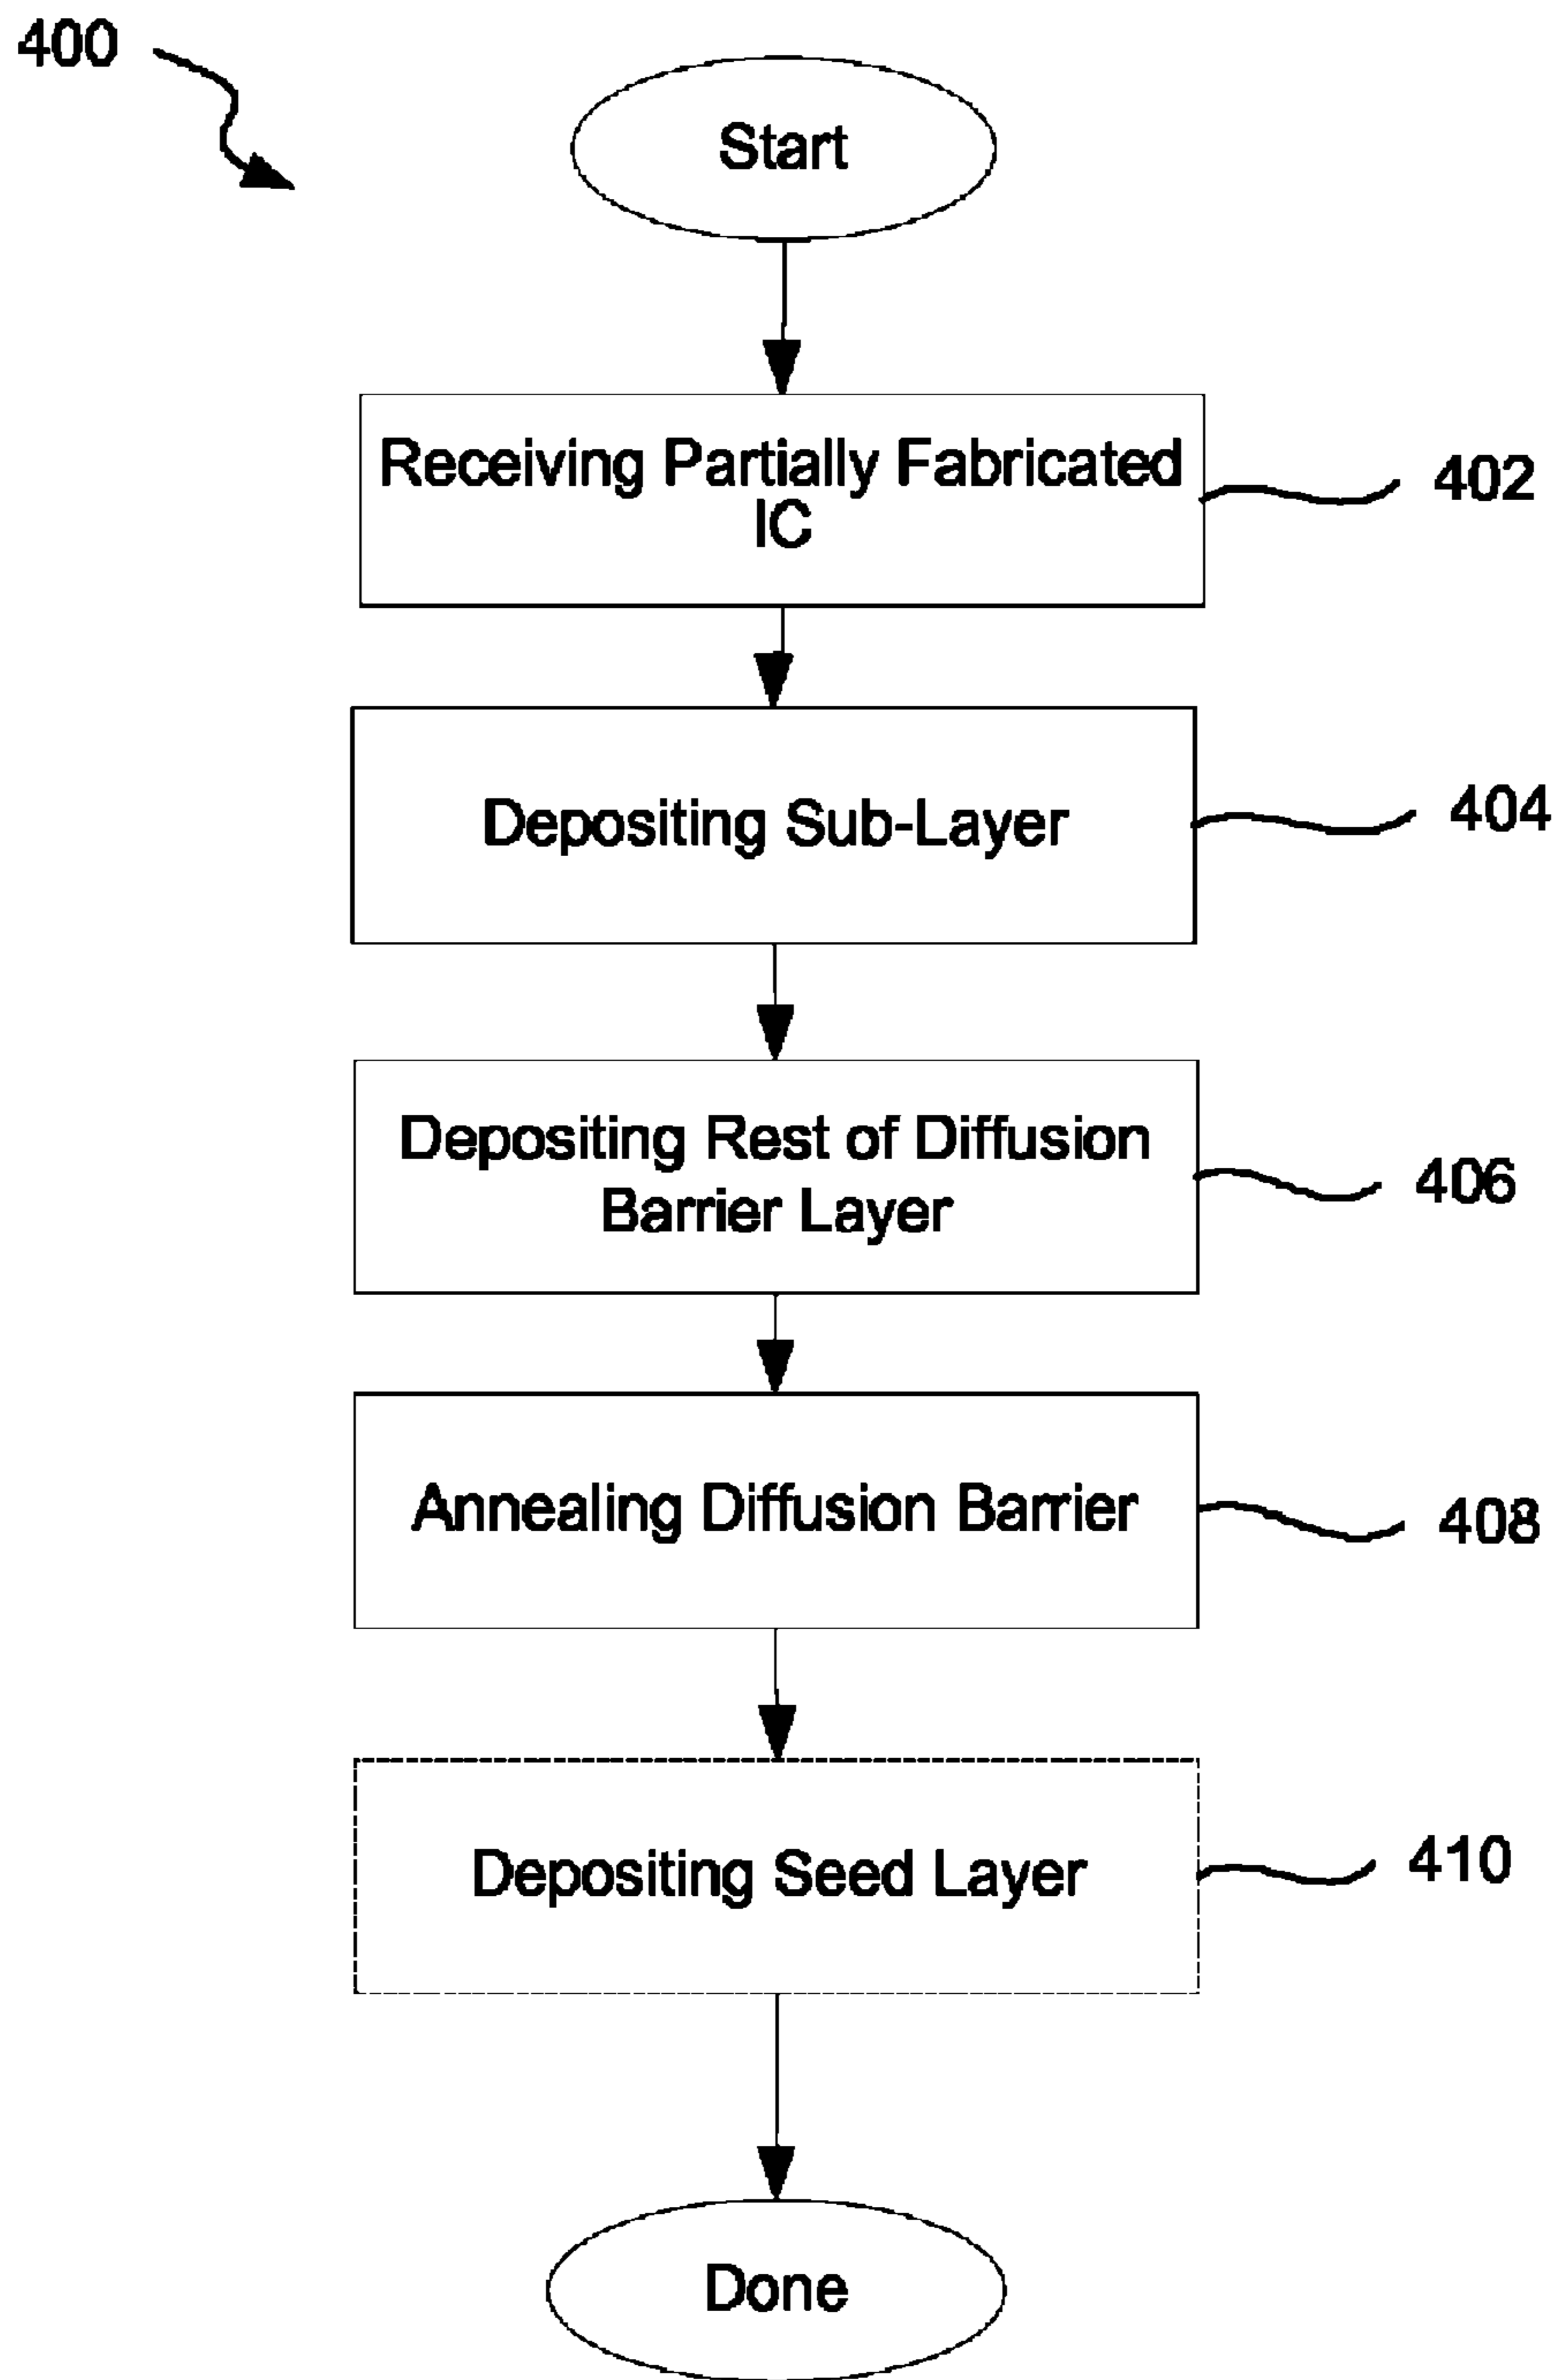 400
Start
Receiving Partially Fabricated
IC
402
Depositing Sub-Layer
404
Depositing Rest of Diffusion
Barrier Layer
406
Annealing Diffusion Barrier
408
Depositing Seed Layer
410
Done